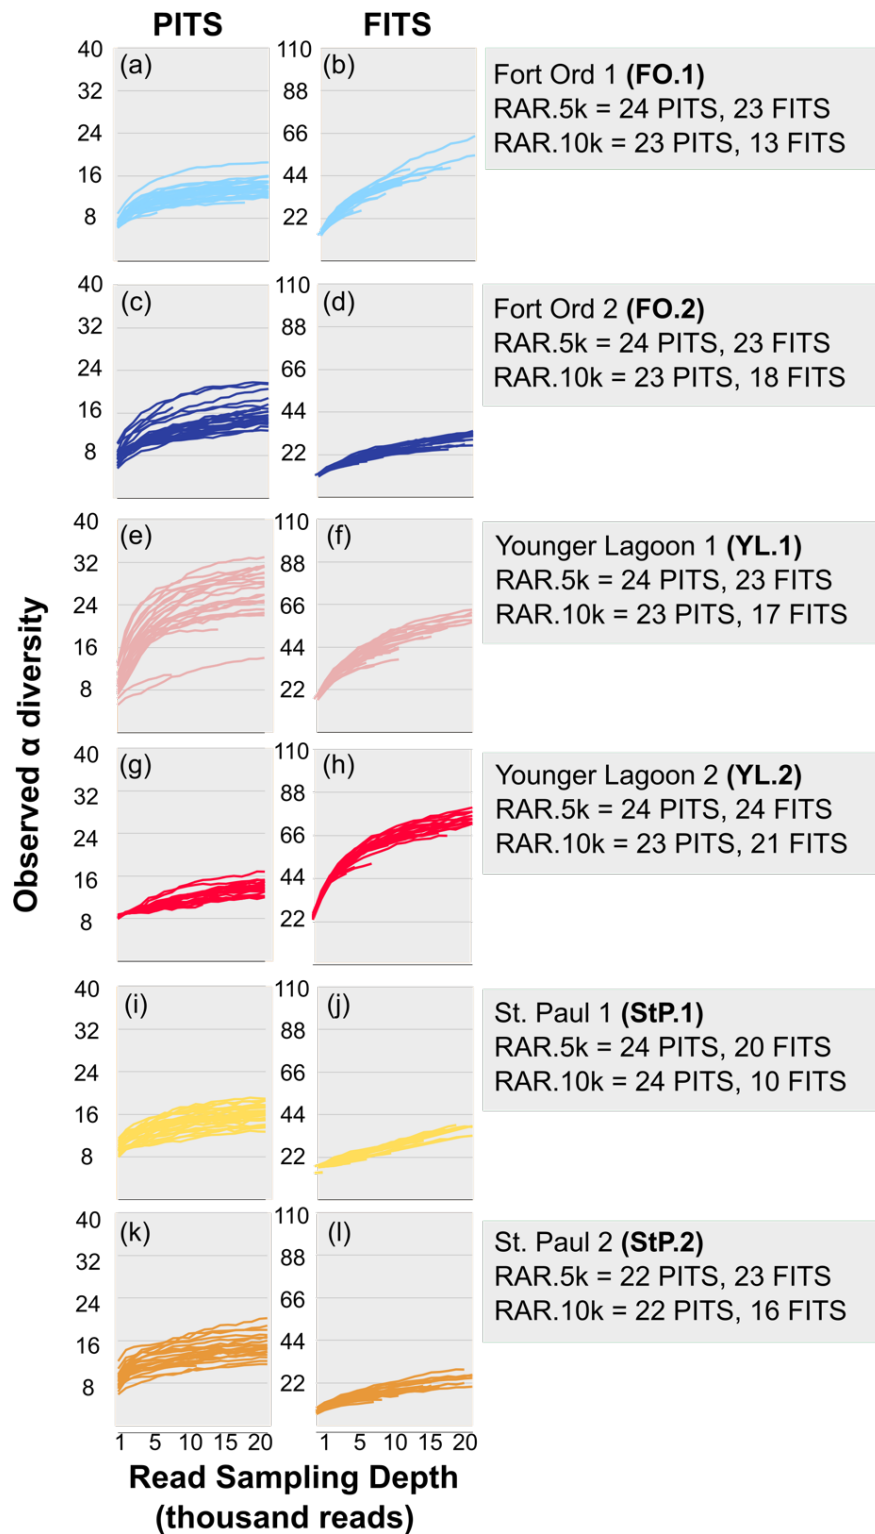 PITS FITS
40 110
(a) (b)
32 88
24 66
16 44
8 22
Fort Ord 1 (FO.1)
RAR.5k = 24 PITS, 23 FITS
RAR.10k = 23 PITS, 13 FITS
40 110
(c) (d)
32 88
24 66
16 44
8 22
Fort Ord 2 (FO.2)
RAR.5k = 24 PITS, 23 FITS
RAR.10k = 23 PITS, 18 FITS
40 110
(e) (f)
32 88
24 66
16 44
8 22
Younger Lagoon 1 (YL.1)
RAR.5k = 24 PITS, 23 FITS
RAR.10k = 23 PITS, 17 FITS
Observed α diversity
40 110
(g) (h)
32 88
24 66
16 44
8 22
Younger Lagoon 2 (YL.2)
RAR.5k = 24 PITS, 24 FITS
RAR.10k = 23 PITS, 21 FITS
40 110
(i) (j)
32 88
24 66
16 44
8 22
St. Paul 1 (StP.1)
RAR.5k = 24 PITS, 20 FITS
RAR.10k = 24 PITS, 10 FITS
40 110
(k) (l)
32 88
24 66
16 44
8 22
St. Paul 2 (StP.2)
RAR.5k = 22 PITS, 23 FITS
RAR.10k = 22 PITS, 16 FITS
1 5 10 15 20 1 5 10 15 20
Read Sampling Depth
(thousand reads)